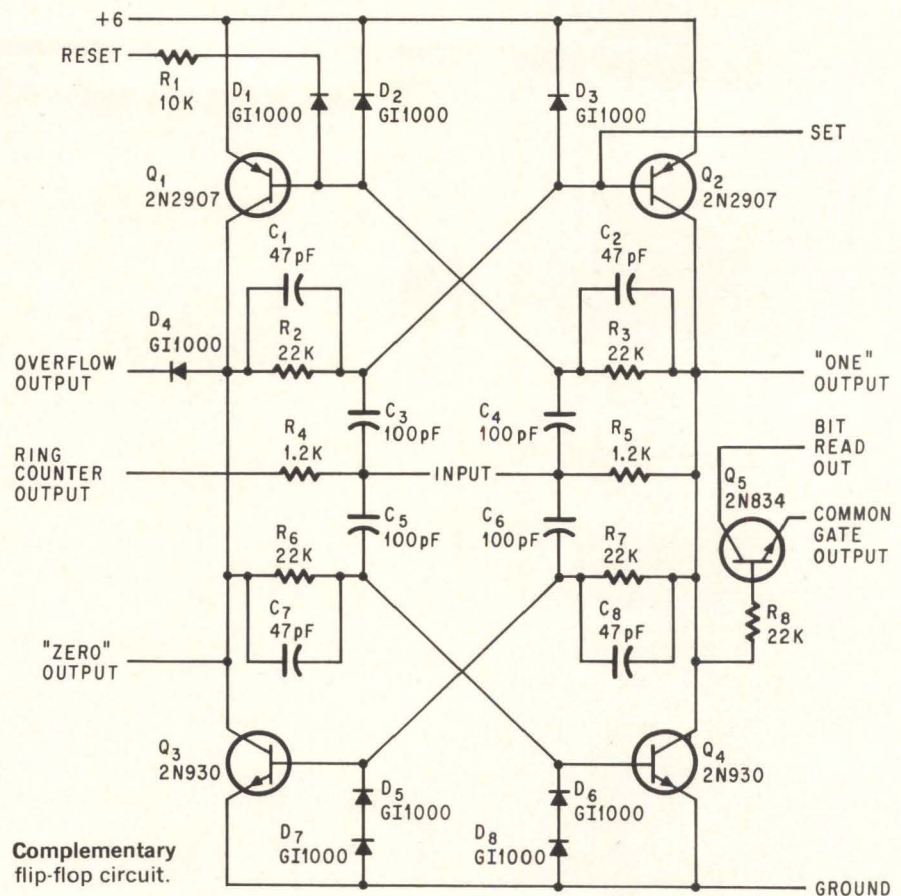 +6
RESET
R1
10K
D1
GI1000
D2
GI1000
D3
GI1000
SET
Q1
2N2907
Q2
2N2907
C1
47pF
C2
47pF
D4
GI1000
R2
22K
R3
22K
OVERFLOW
OUTPUT
"ONE"
OUTPUT
C3
100pF
C4
100pF
R4
1.2K
R5
1.2K
RING
COUNTER
OUTPUT
INPUT
BIT
READ
OUT
Q5
2N834
COMMON
GATE
OUTPUT
C5
100pF
C6
100pF
R6
22K
R7
22K
C7
47pF
C8
47pF
R8
22K
"ZERO"
OUTPUT
Q3
2N930
Q4
2N930
D5
GI1000
D6
GI1000
D7
GI1000
D8
GI1000
Complementary
flip-flop circuit.
GROUND